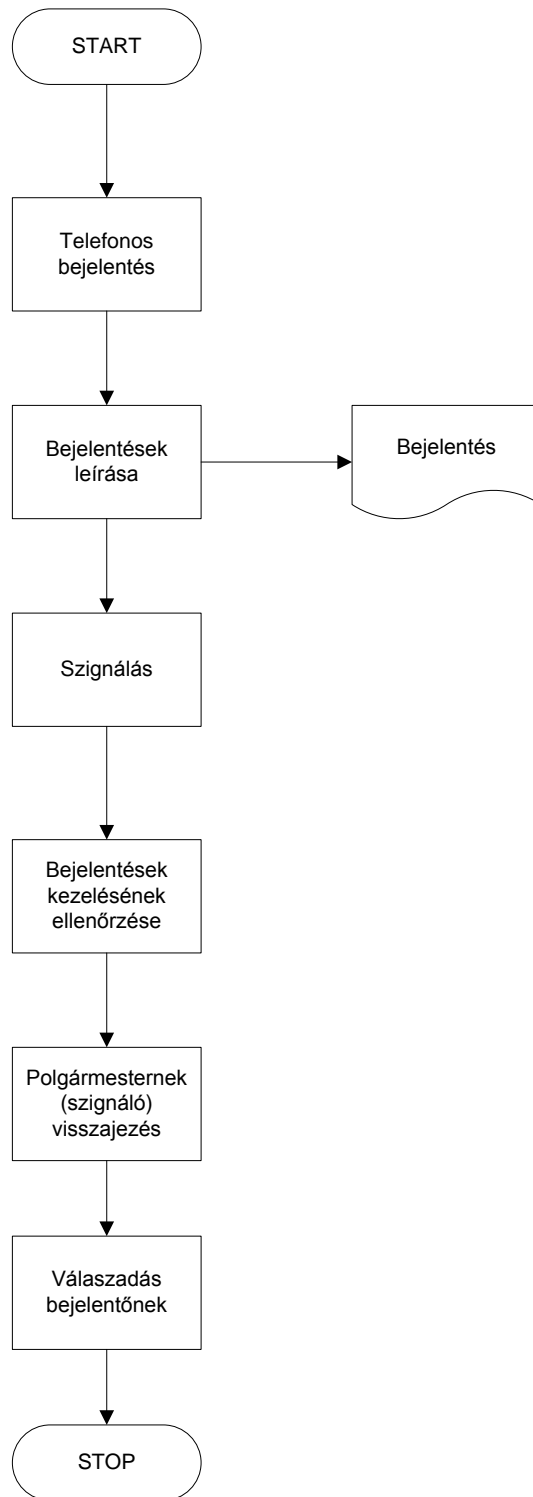 START
Telefonos
bejelentés
Bejelentések
leírása
Bejelentés
Szignálás
Bejelentések
kezelésének
ellenőrzése
Polgármesternek
(szignáló)
visszajezés
Válaszadás
bejelentőnek
STOP